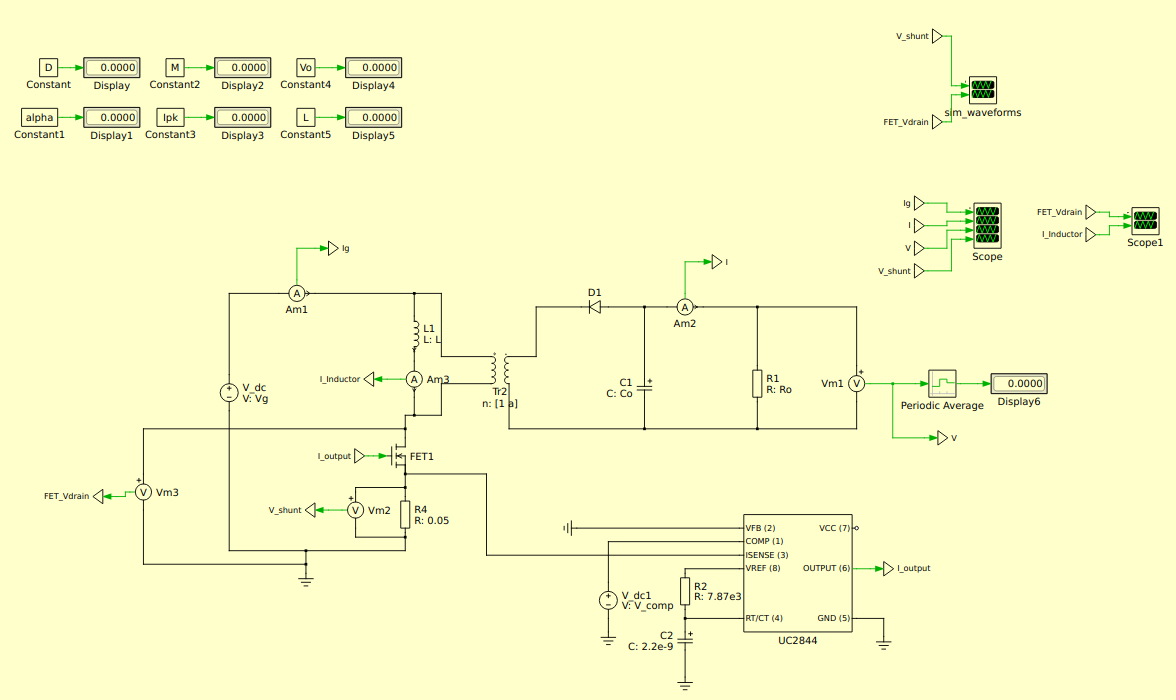 V_shunt
D
0.0000
M
0.0000
Vo
0.0000
Constant
Display
Constant2
Display2
Constant4
Display4
sim_waveforms
alpha
0.0000
Ipk
0.0000
L
0.0000
FET_Vdrain
Constant1
Display1
Constant3
Display3
Constant5
Display5
Ig
I
V
V_shunt
Scope
FET_Vdrain
I_Inductor
Scope1
Ig
I
A
Am1
D1
A
Am2
L1
L: L
I_Inductor
A
Am3
V_dc
V: Vg
Tr2
n: [1 a]
C1
C: Co
R1
R: Ro
Vm1
V
Periodic Average
0.0000
Display6
V
I_output
FET1
FET_Vdrain
V
Vm3
V_shunt
V
Vm2
R4
R: 0.05
VFB (2)
VCC (7)
COMP (1)
ISENSE (3)
VREF (8)
OUTPUT (6)
I_output
R2
R: 7.87e3
V_dc1
V: V_comp
RT/CT (4)
GND (5)
UC2844
C2
C: 2.2e-9